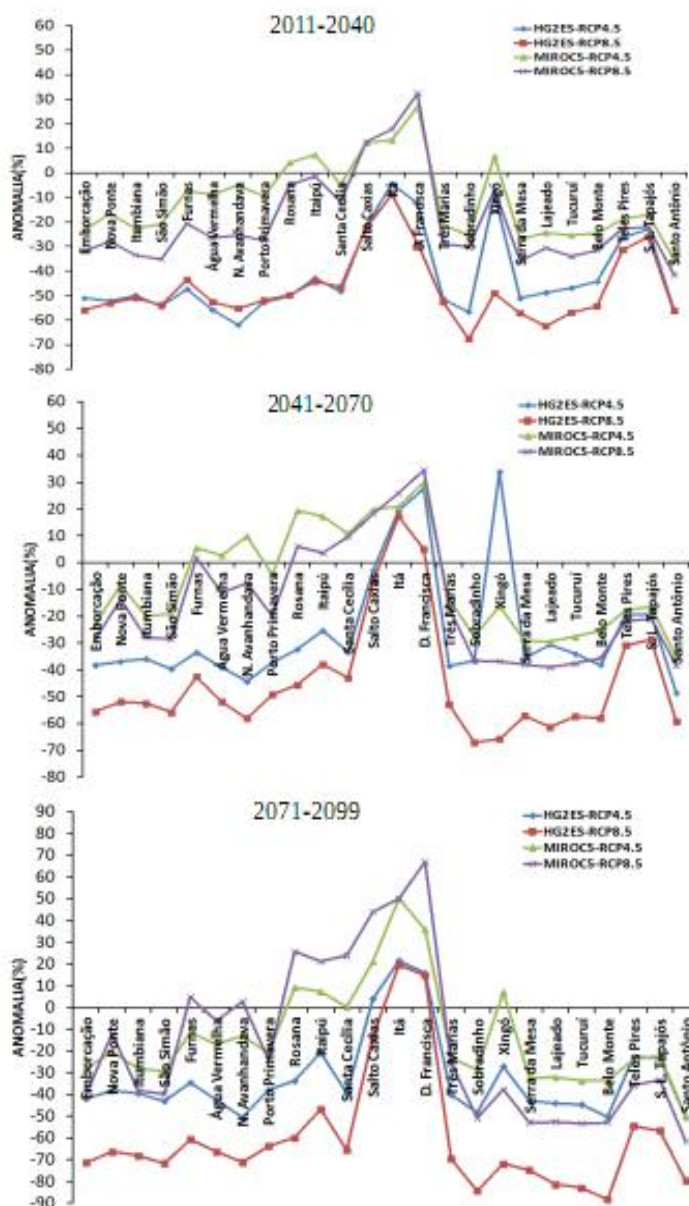 2011-2040
60
50
40
30
20
10
0
-10
-20
-30
-40
-50
-60
-70
-80
ANOMALIA(%)
HG2ES-RCP4.5
HG2ES-RCP8.5
MIROC5-RCP4.5
MIROC5-RCP8.5
Emborcação
Nova Ponte
Itumbiana
São Simão
Furnas
Água Vermelha
N. Avanhandava
Porto Primavera
Rosana
Itaipú
Santa Cecília
Salto Caxias
Itá
D. Francisca
Três Marias
Sobradinho
Xingó
Serra da Mesa
Lajeado
Tucuruí
Belo Monte
Teles Pires
S. L. Tapajós
Santo Antônio
2041-2070
60
50
40
30
20
10
0
-10
-20
-30
-40
-50
-60
-70
-80
ANOMALIA(%)
HG2ES-RCP4.5
HG2ES-RCP8.5
MIROC5-RCP4.5
MIROC5-RCP8.5
Emborcação
Nova Ponte
Itumbiana
São Simão
Furnas
Água Vermelha
N. Avanhandava
Porto Primavera
Rosana
Itaipú
Santa Cecília
Salto Caxias
Itá
D. Francisca
Três Marias
Sobradinho
Xingó
Serra da Mesa
Lajeado
Tucuruí
Belo Monte
Teles Pires
S. L. Tapajós
Santo Antônio
2071-2099
90
80
70
60
50
40
30
20
10
0
-10
-20
-30
-40
-50
-60
-70
-80
-90
ANOMALIA(%)
HG2ES-RCP4.5
HG2ES-RCP8.5
MIROC5-RCP4.5
MIROC5-RCP8.5
Emborcação
Nova Ponte
Itumbiana
São Simão
Furnas
Água Vermelha
N. Avanhandava
Porto Primavera
Rosana
Itaipú
Santa Cecília
Salto Caxias
Itá
D. Francisca
Três Marias
Sobradinho
Xingó
Serra da Mesa
Lajeado
Tucuruí
Belo Monte
Teles Pires
S. L. Tapajós
Santo Antônio